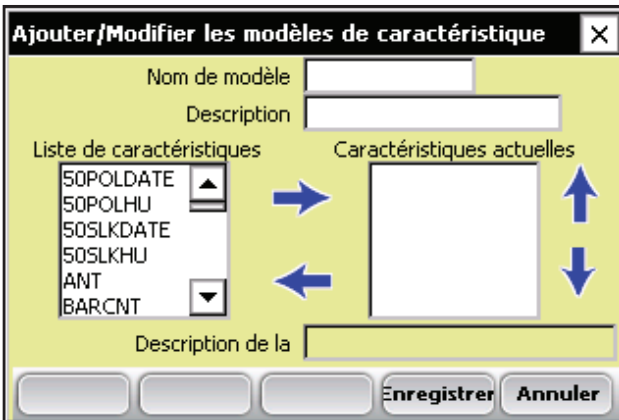 Ajouter/Modifier les modèles de caractéristique
Nom de modèle
Description
Liste de caractéristiques
Caractéristiques actuelles
50POLDATE
50POLHU
50SLKDATE
50SLKHU
ANT
BARCNT
Description de la
Enregistrer
Annuler